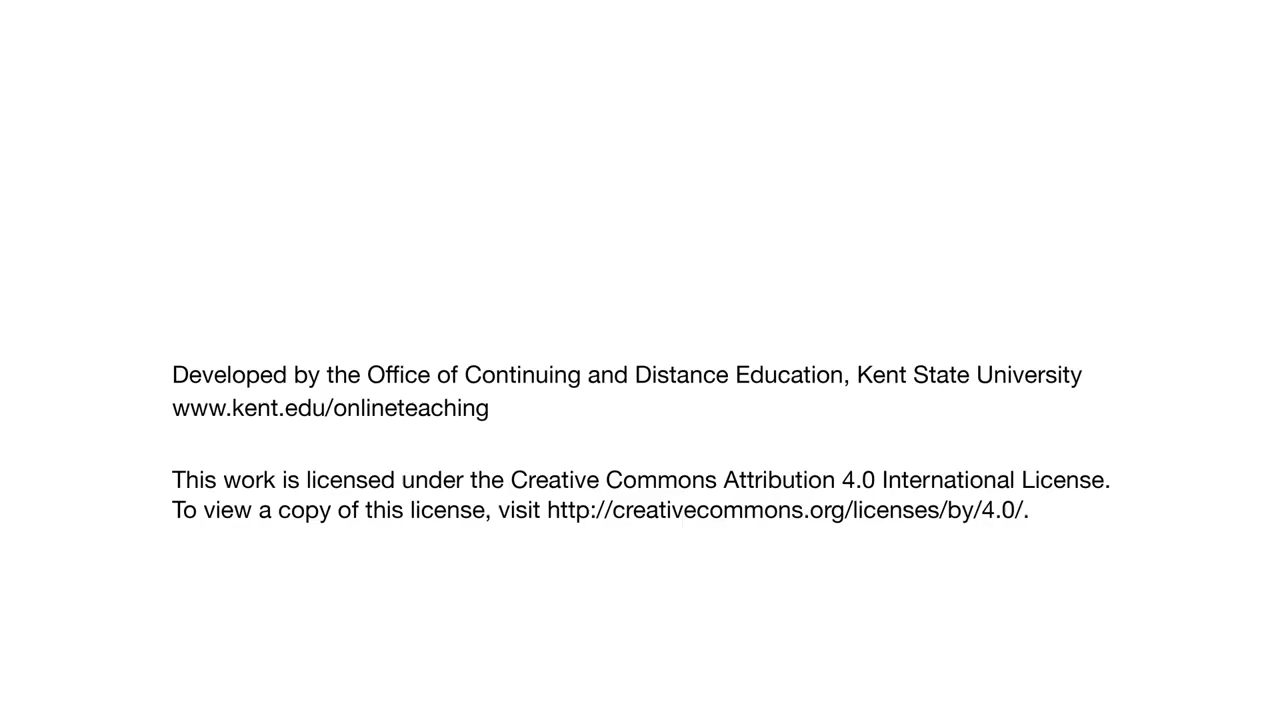 Developed by the Office of Continuing and Distance Education, Kent State University
www.kent.edu/onlineteaching
This work is licensed under the Creative Commons Attribution 4.0 International License.
To view a copy of this license, visit http://creativecommons.org/licenses/by/4.0/.